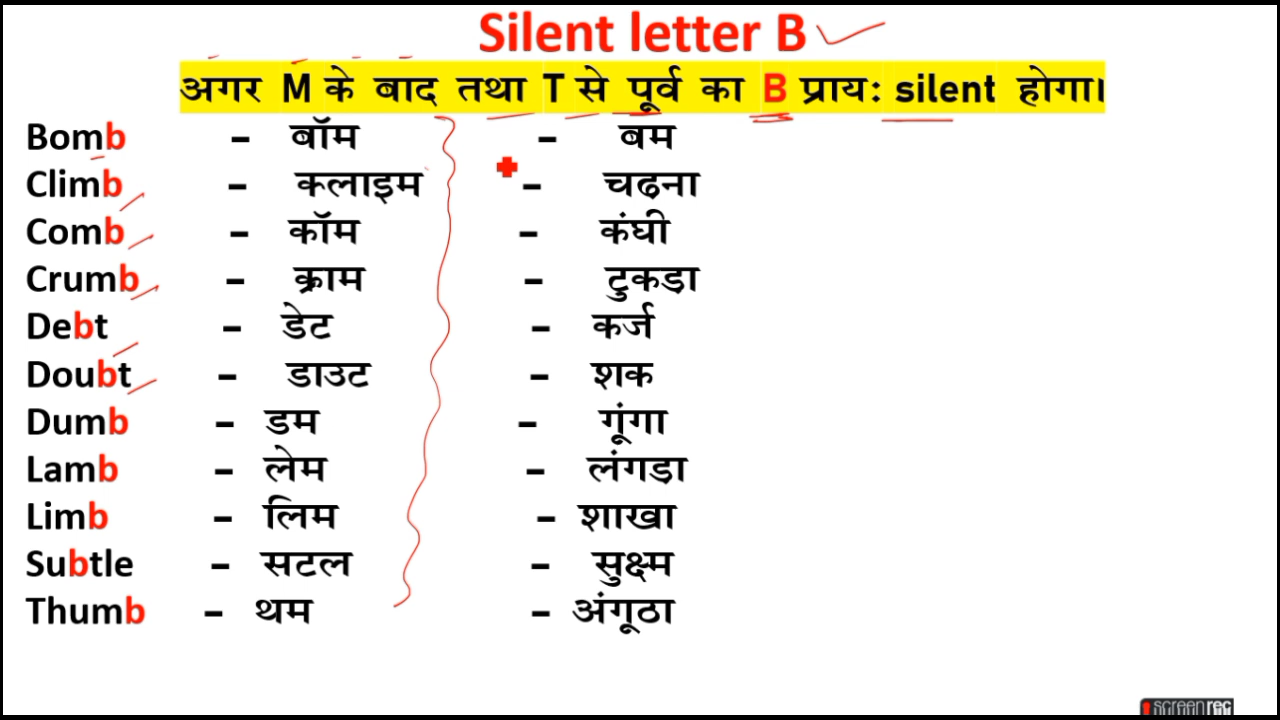 Silent letter B
अगर M के बाद तथा T से पूर्व का B प्रायः silent होगा।
Bomb – बॉम – बम
Climb – क्लाइम – चढना
Comb – कॉम – कंघी
Crumb – क्राम – टुकड़ा
Debt – डेट – कर्ज
Doubt – डाउट – शक
Dumb – डम – गूंगा
Lamb – लेम – लंगड़ा
Limb – लिम – शाखा
Subtle – सटल – सुक्ष्म
Thumb – थम – अंगूठा
screenrec